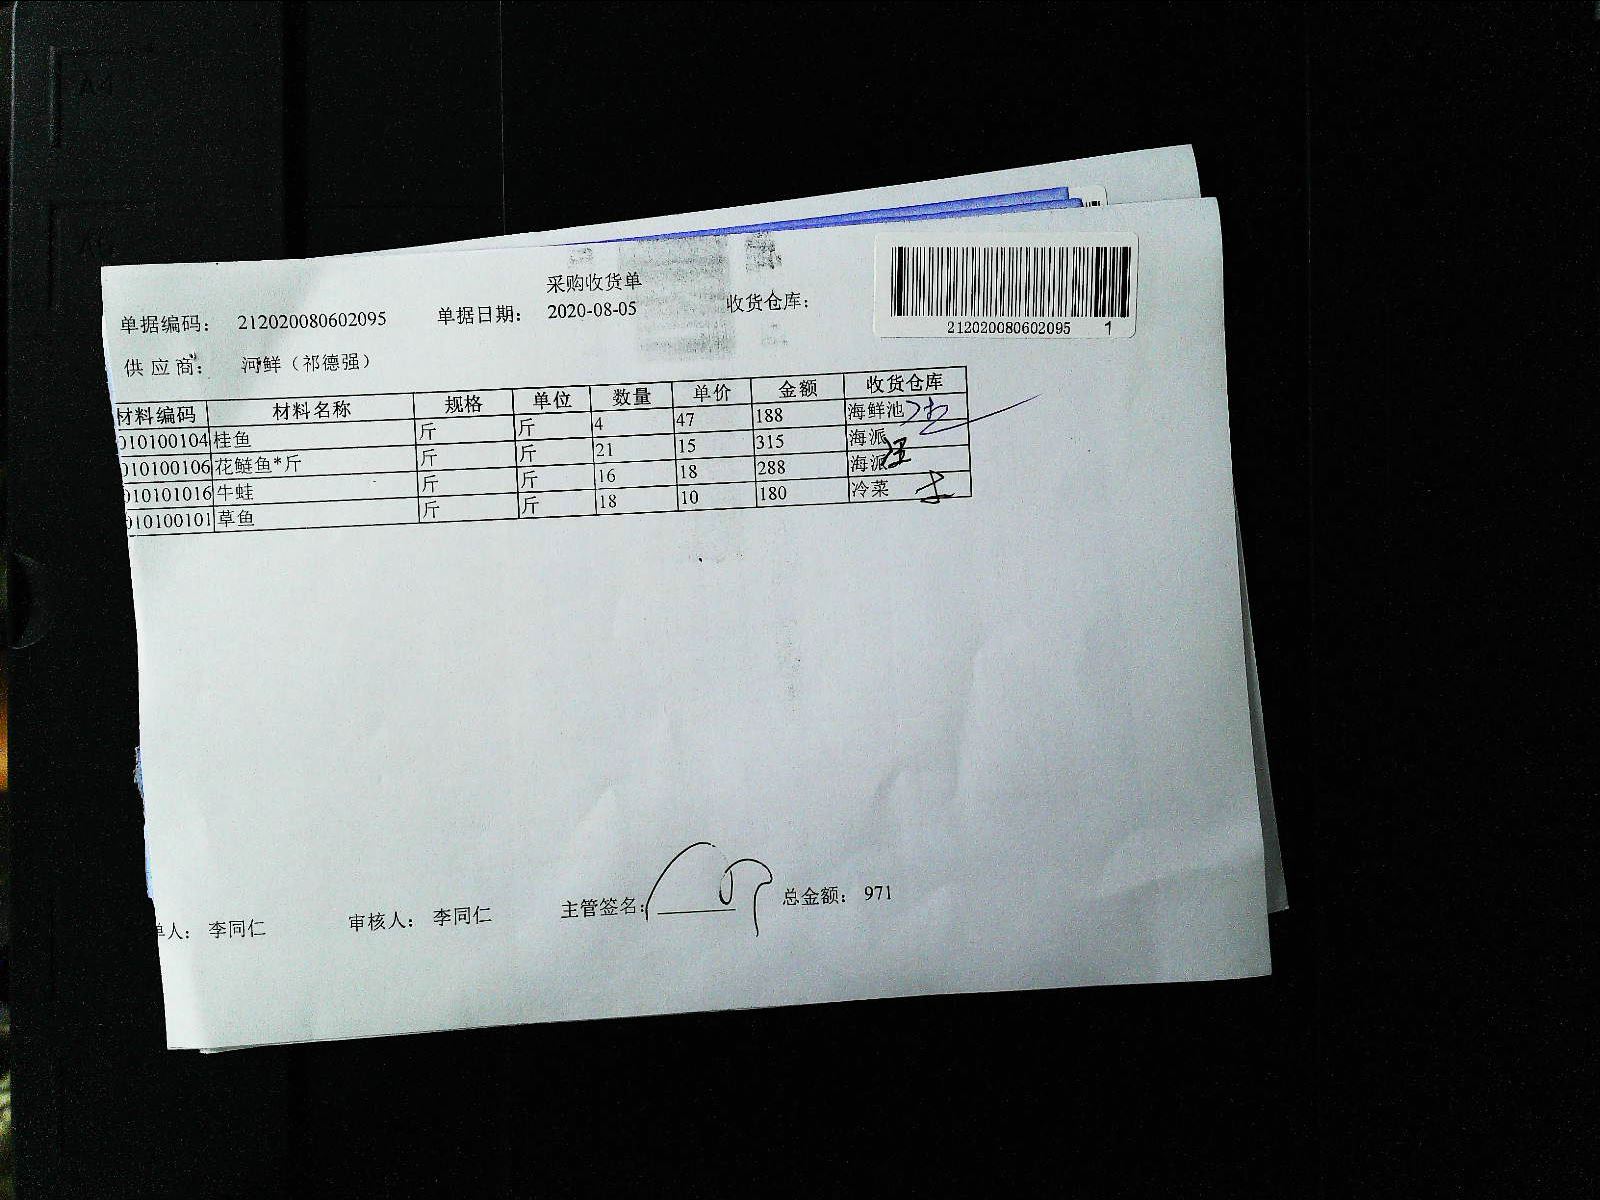 采购收货单
单据编码： 212020080602095 单据日期： 2020-08-05 收货仓库：
212020080602095 1
供应商： 河鲜（祁德强）
材料编码 材料名称 规格 单位 数量 单价 金额 收货仓库
010100104 桂鱼 斤 斤 4 47 188 海鲜池
010100106 花鲢鱼*斤 斤 斤 21 15 315 海派
010101016 牛蛙 斤 斤 16 18 288 海派
010100101 草鱼 斤 斤 18 10 180 冷菜
单人： 李同仁 审核人： 李同仁 主管签名： 总金额： 971